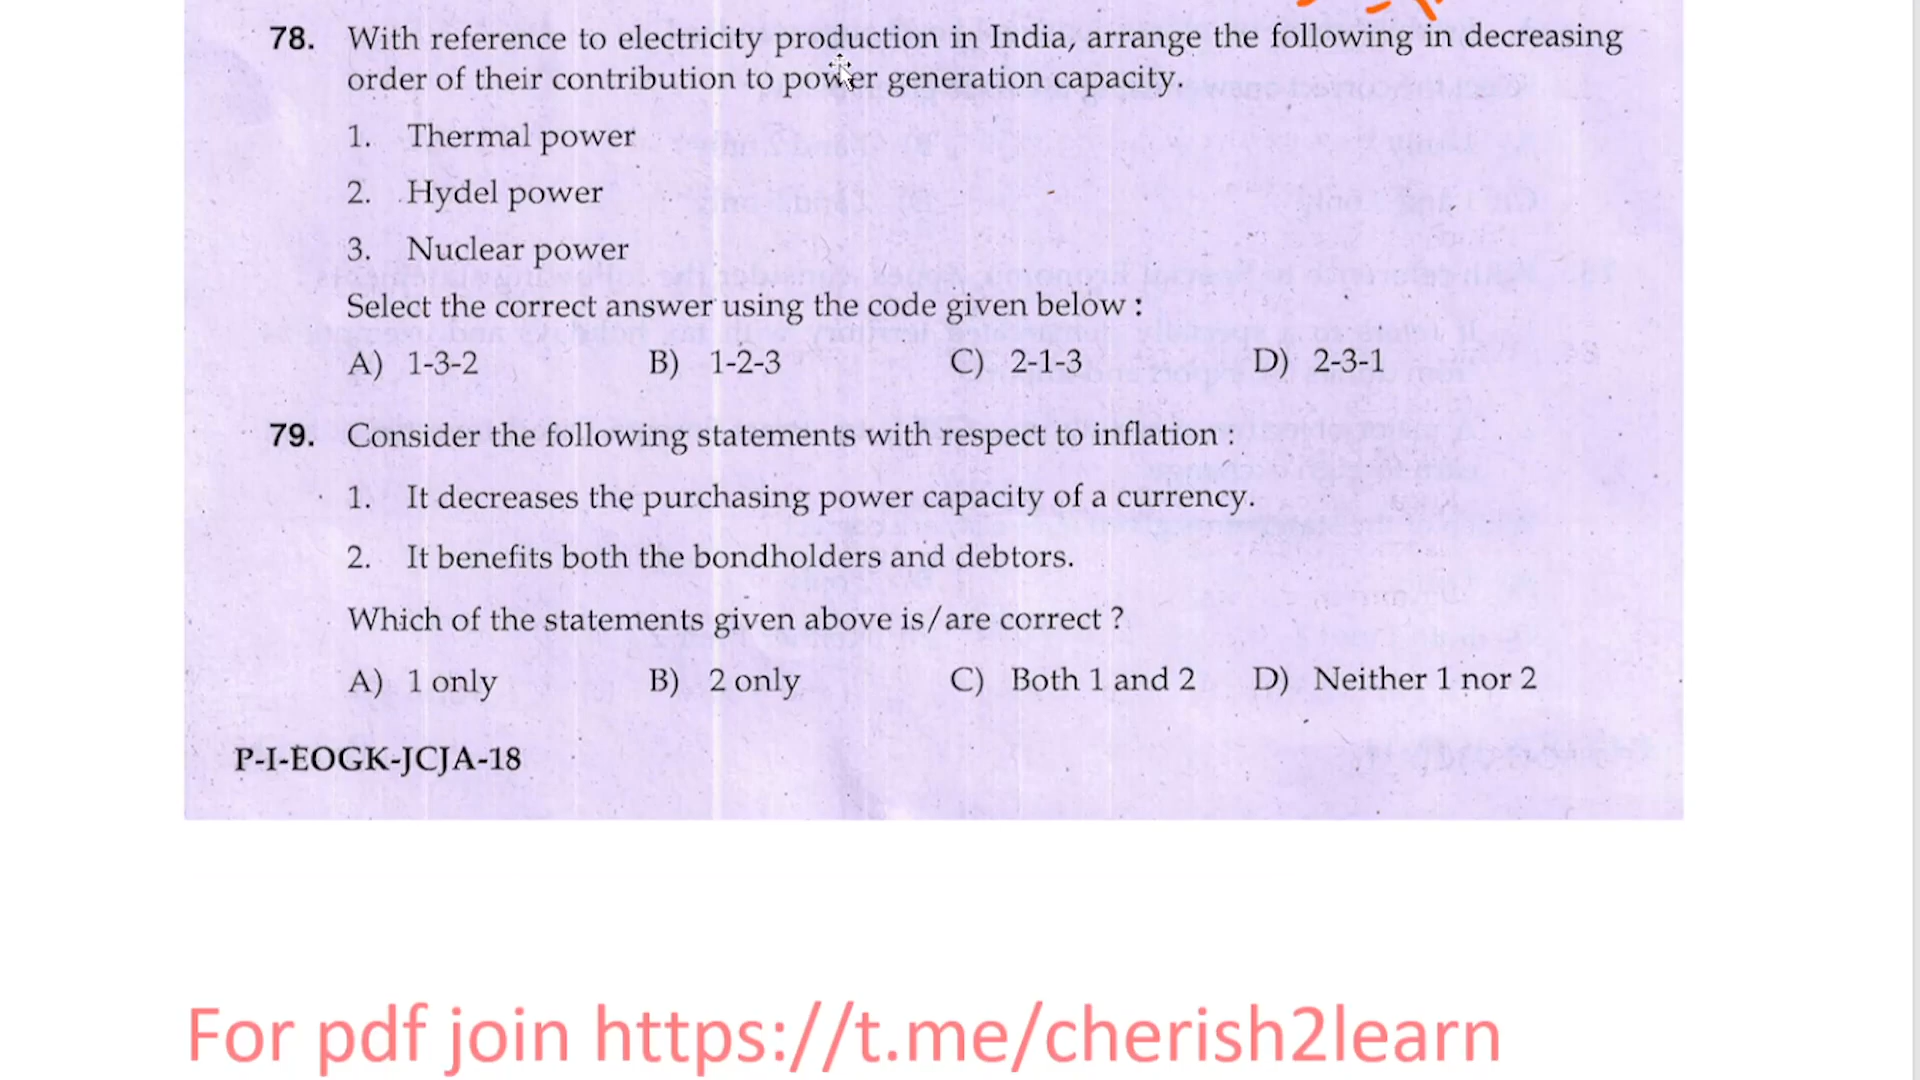 78. With reference to electricity production in India, arrange the following in decreasing
order of their contribution to power generation capacity.
1. Thermal power
2. Hydel power
3. Nuclear power
Select the correct answer using the code given below :
A) 1-3-2 B) 1-2-3 C) 2-1-3 D) 2-3-1
79. Consider the following statements with respect to inflation :
1. It decreases the purchasing power capacity of a currency.
2. It benefits both the bondholders and debtors.
Which of the statements given above is/are correct ?
A) 1 only B) 2 only C) Both 1 and 2 D) Neither 1 nor 2
P-I-EOGK-JCJA-18
For pdf join https://t.me/cherish2learn